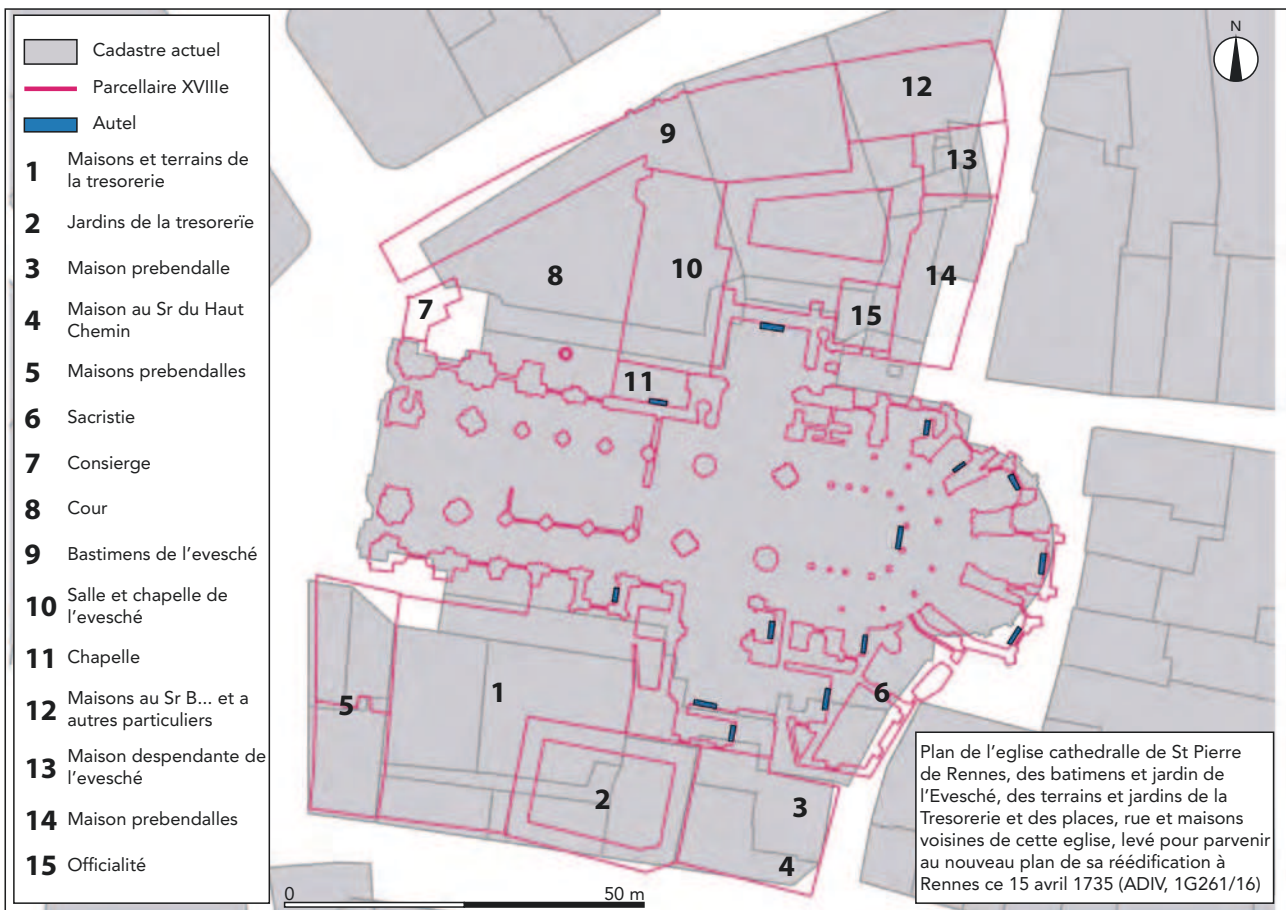 Cadastre actuel
Parcellaire XVIIIe
Autel
1 Maisons et terrains de
la tresorerie
2 Jardins de la tresorerïe
3 Maison prebendalle
4 Maison au Sr du Haut
Chemin
5 Maisons prebendalles
6 Sacristie
7 Consierge
8 Cour
9 Bastimens de l'evesché
10 Salle et chapelle de
l'evesché
11 Chapelle
12 Maisons au Sr B... et a
autres particuliers
13 Maison despendante de
l'evesché
14 Maison prebendalles
15 Officialité
N
12
9
13
8
10
14
7
15
11
1
5
6
2
3
4
0 50 m
Plan de l'eglise cathedralle de St Pierre
de Rennes, des batimens et jardin de
l'Evesché, des terrains et jardins de la
Tresorerie et des places, rue et maisons
voisines de cette eglise, levé pour parvenir
au nouveau plan de sa réédification à
Rennes ce 15 avril 1735 (ADIV, 1G261/16)